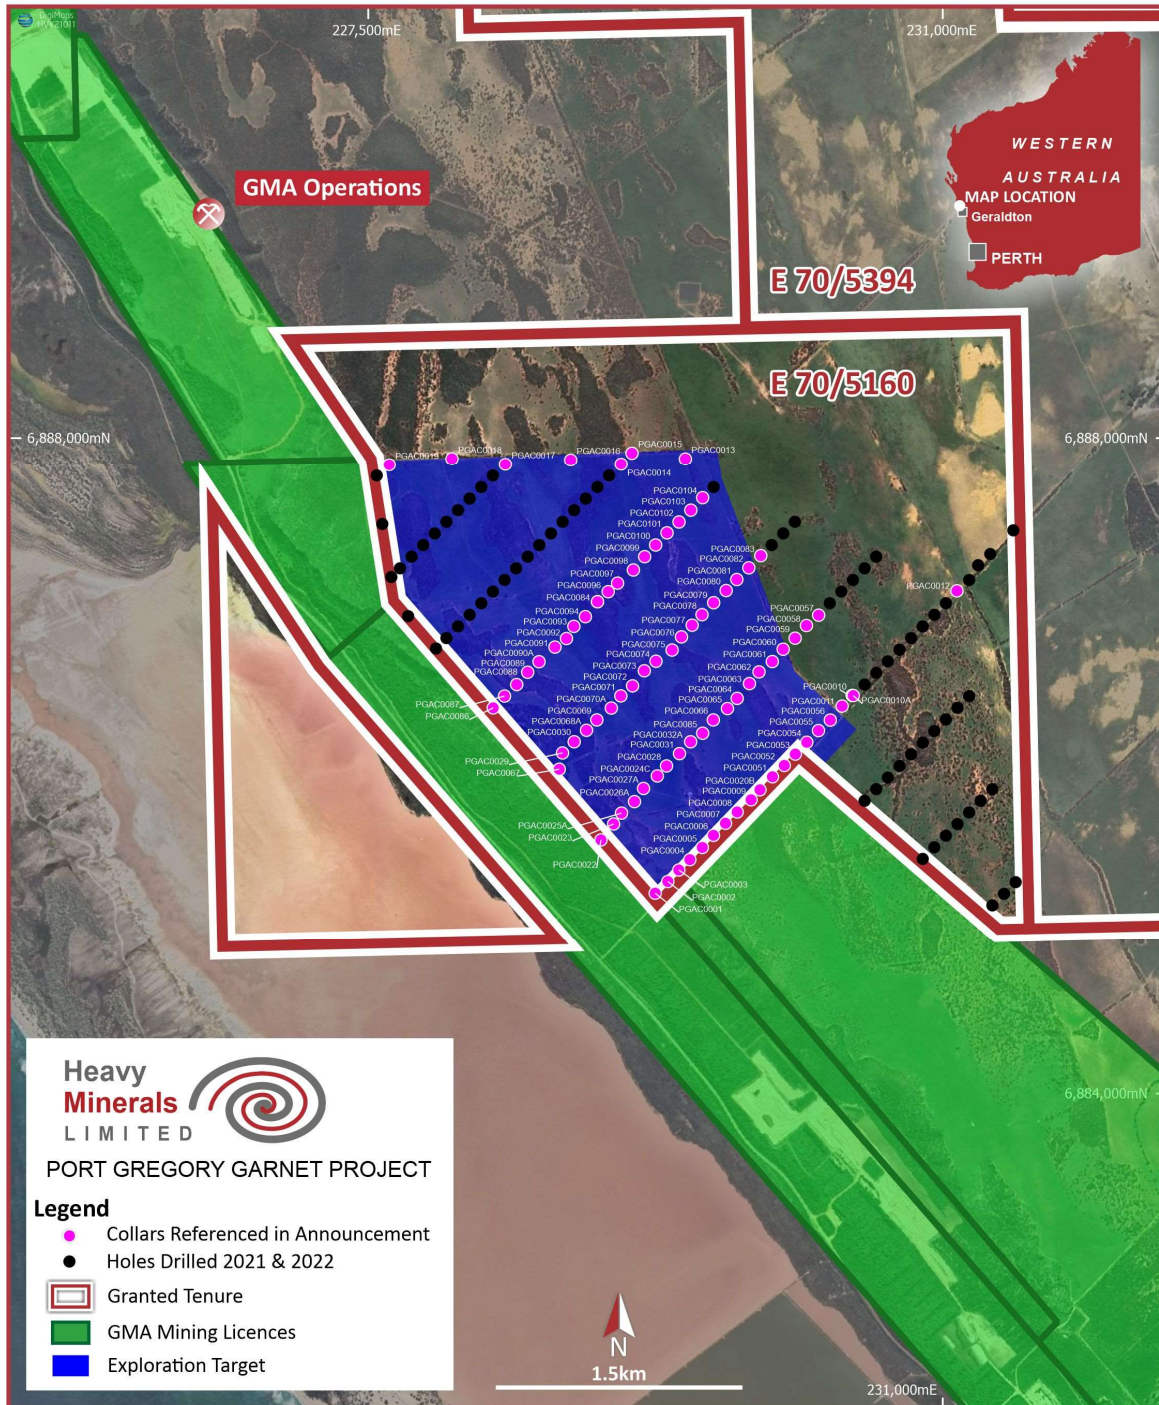 DigiMaps
227,500mE
231,000mE
WESTERN
AUSTRALIA
MAP LOCATION
Geraldton
PERTH
GMA Operations
E 70/5394
E 70/5160
6,888,000mN
6,888,000mN
PGAC0019
PGAC0018
PGAC0017
PGAC0016
PGAC0015
PGAC0014
PGAC0013
PGAC0104
PGAC0103
PGAC0102
PGAC0101
PGAC0100
PGAC0099
PGAC0098
PGAC0097
PGAC0096
PGAC0084
PGAC0094
PGAC0093
PGAC0092
PGAC0091
PGAC0090A
PGAC0089
PGAC0088
PGAC0087
PGAC0086
PGAC0083
PGAC0082
PGAC0081
PGAC0080
PGAC0079
PGAC0078
PGAC0077
PGAC0076
PGAC0075
PGAC0074
PGAC0073
PGAC0072
PGAC0071
PGAC0070A
PGAC0069
PGAC0068A
PGAC0030
PGAC0029
PGAC0067
PGAC0057
PGAC0058
PGAC0059
PGAC0060
PGAC0061
PGAC0062
PGAC0063
PGAC0064
PGAC0065
PGAC0066
PGAC0085
PGAC0032A
PGAC0031
PGAC0028
PGAC0024C
PGAC0027A
PGAC0026A
PGAC0025A
PGAC0023
PGAC0022
PGAC0012
PGAC0010
PGAC0010A
PGAC0011
PGAC0056
PGAC0055
PGAC0054
PGAC0053
PGAC0052
PGAC0051
PGAC0020B
PGAC0009
PGAC0008
PGAC0007
PGAC0006
PGAC0005
PGAC0004
PGAC0003
PGAC0002
PGAC0001
6,884,000mN
Heavy
Minerals
LIMITED
PORT GREGORY GARNET PROJECT
Legend
Collars Referenced in Announcement
Holes Drilled 2021 & 2022
Granted Tenure
GMA Mining Licences
Exploration Target
N
1.5km
231,000mE